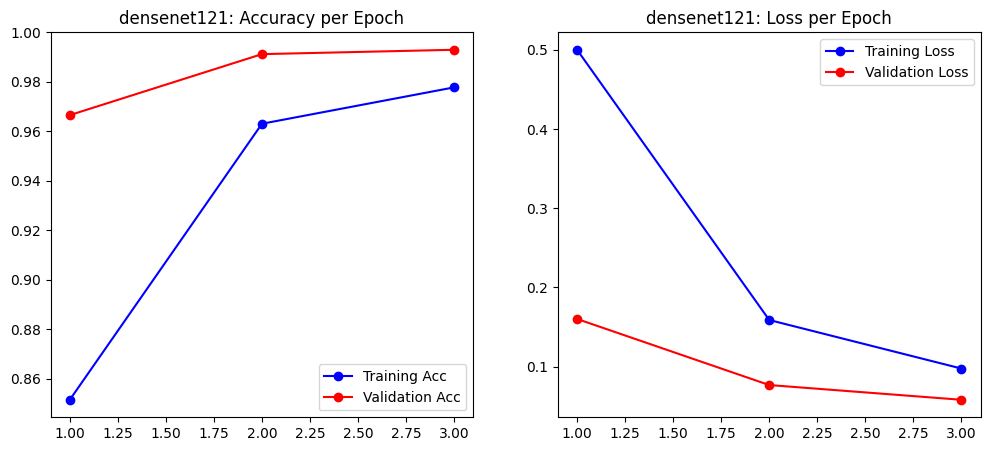 densenet121: Accuracy per Epoch
1.00
0.98
0.96
0.94
0.92
0.90
0.88
0.86
1.00 1.25 1.50 1.75 2.00 2.25 2.50 2.75 3.00
Training Acc
Validation Acc
densenet121: Loss per Epoch
0.5
0.4
0.3
0.2
0.1
1.00 1.25 1.50 1.75 2.00 2.25 2.50 2.75 3.00
Training Loss
Validation Loss